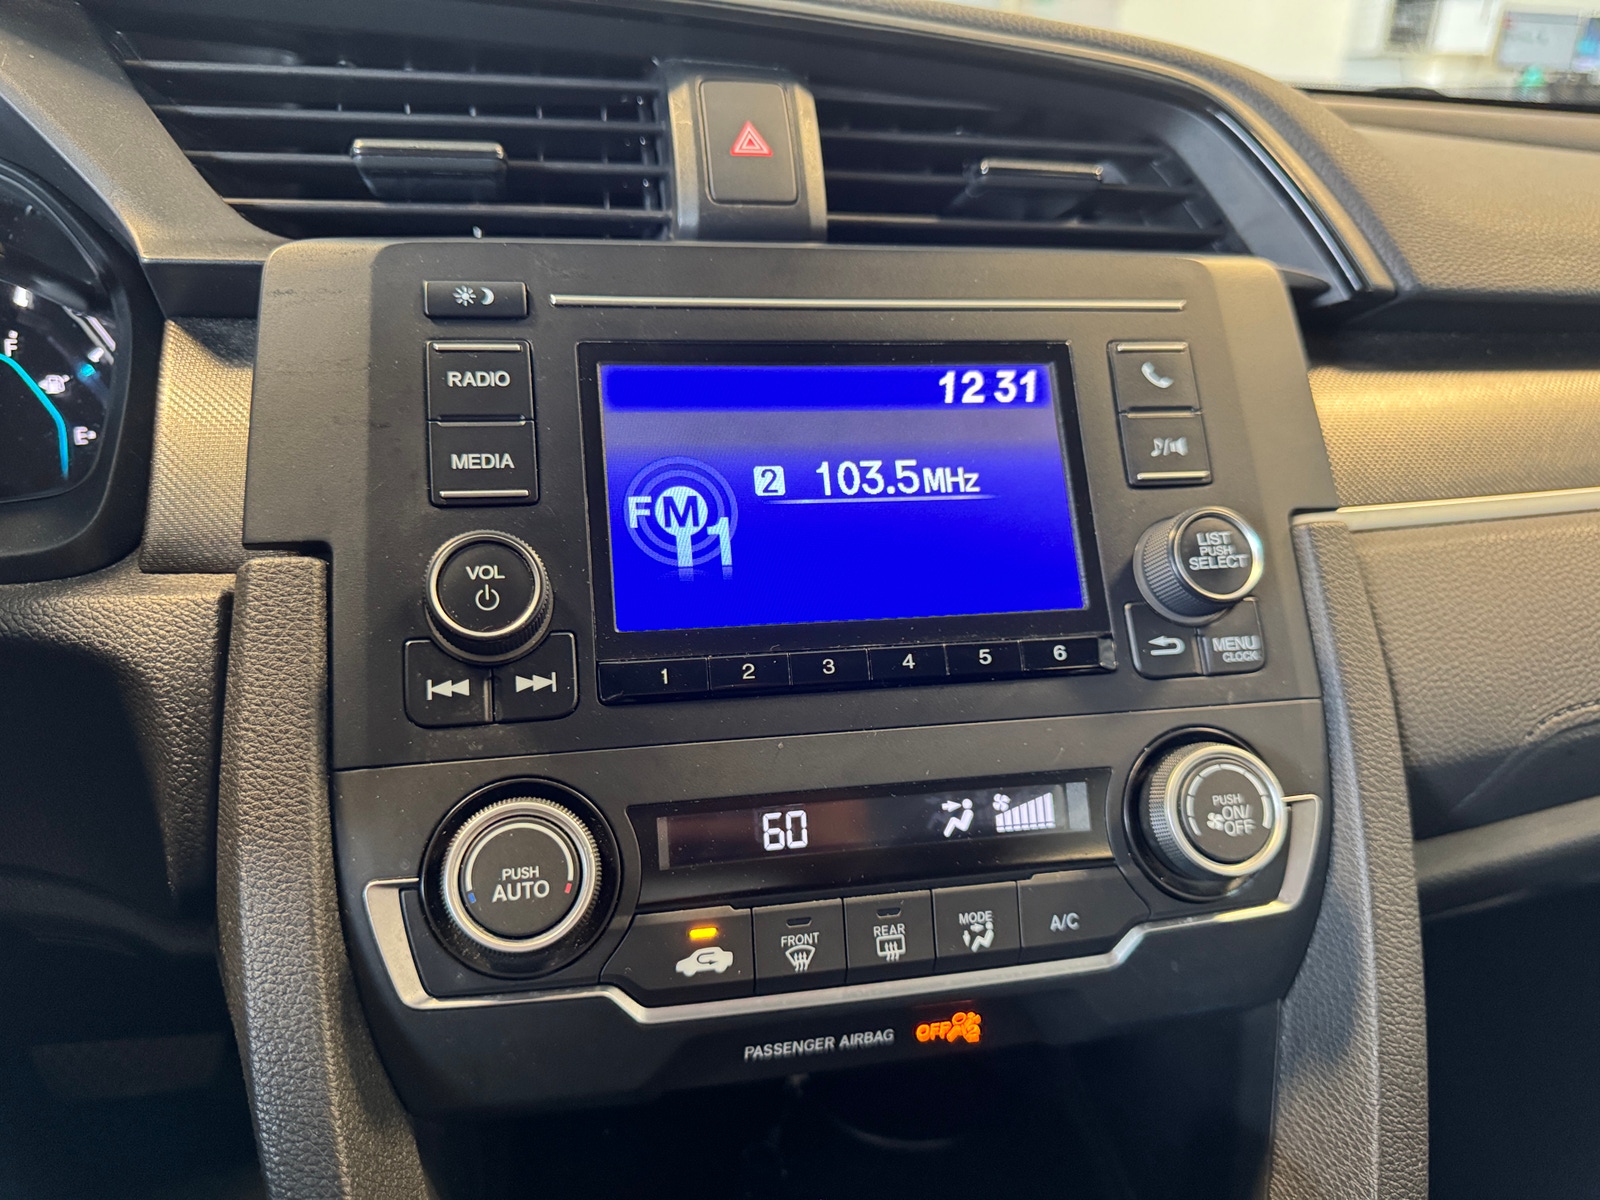 F
E
RADIO
MEDIA
12 31
2 103.5MHz
FM
1
VOL
LIST
PUSH
SELECT
MENU
CLOCK
1 2 3 4 5 6
60
PUSH
AUTO
PUSH
ON/
OFF
FRONT
REAR
MODE
A/C
PASSENGER AIRBAG OFF